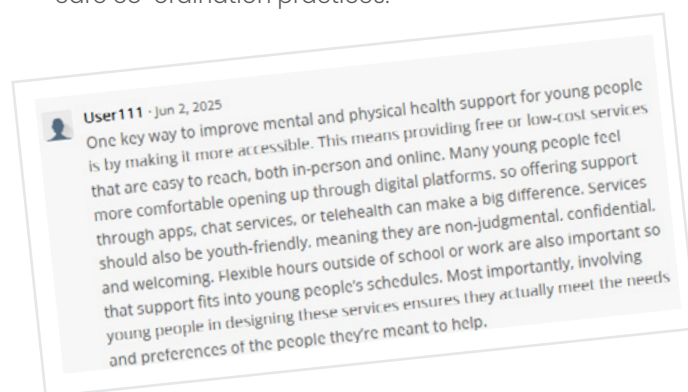 care co-ordination practices.
User111 · Jun 2, 2025
One key way to improve mental and physical health support for young people
is by making it more accessible. This means providing free or low-cost services
that are easy to reach, both in-person and online. Many young people feel
more comfortable opening up through digital platforms, so offering support
through apps, chat services, or telehealth can make a big difference. Services
should also be youth-friendly, meaning they are non-judgmental, confidential,
and welcoming. Flexible hours outside of school or work are also important so
that support fits into young people's schedules. Most importantly, involving
young people in designing these services ensures they actually meet the needs
and preferences of the people they're meant to help.